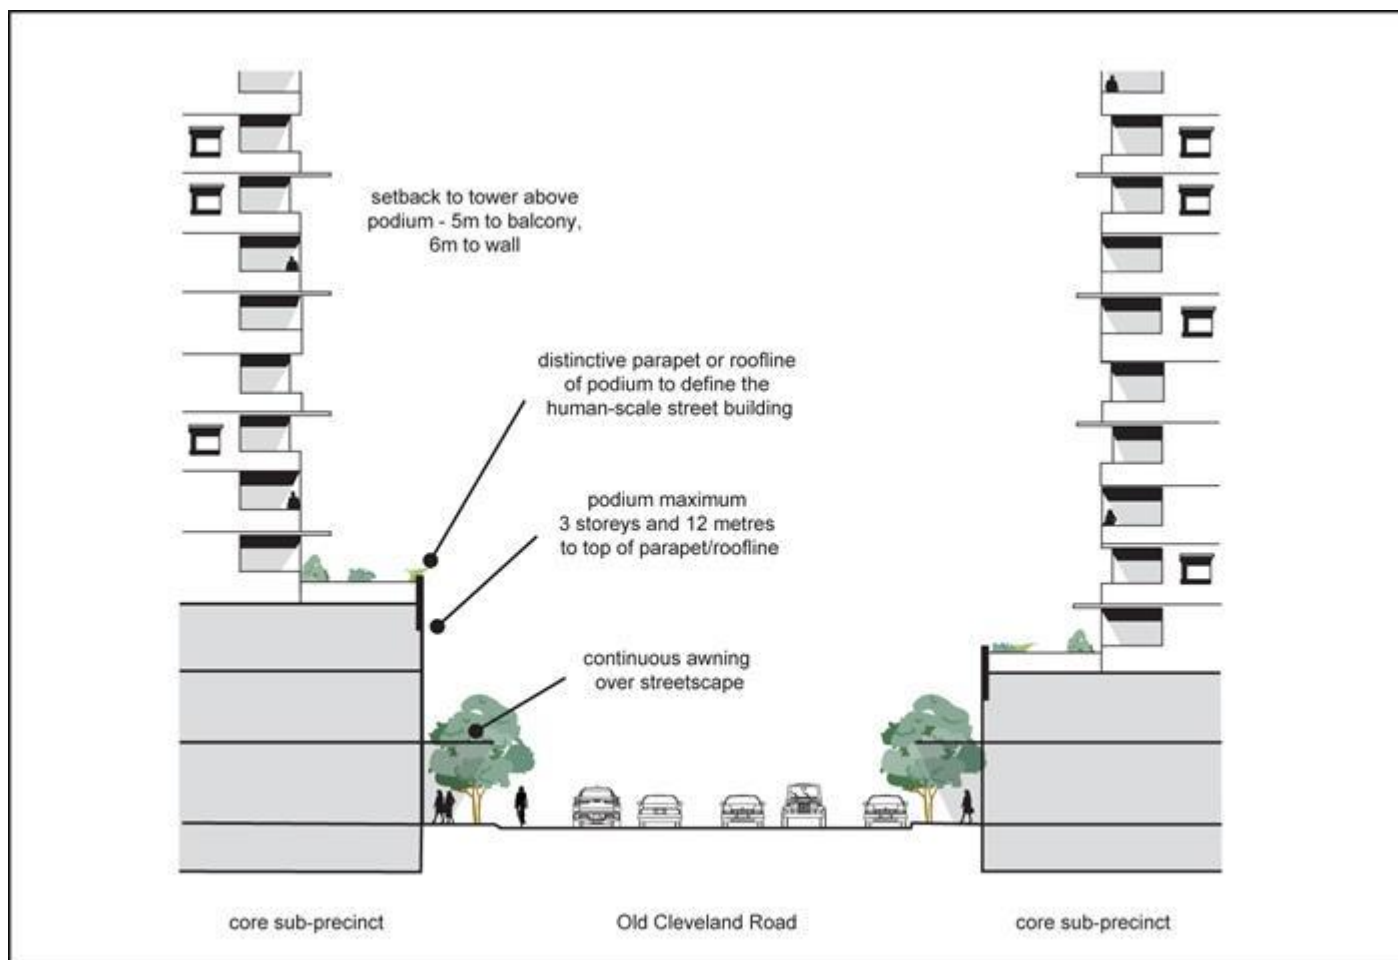 setback to tower above
podium - 5m to balcony,
6m to wall
distinctive parapet or roofline
of podium to define the
human-scale street building
podium maximum
3 storeys and 12 metres
to top of parapet/roofline
continuous awning
over streetscape
core sub-precinct
Old Cleveland Road
core sub-precinct